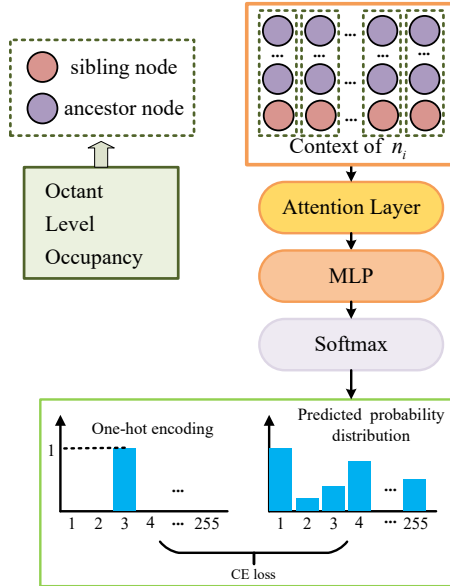 sibling node
ancestor node
Octant
Level
Occupancy
... ...
... ...
... ...
Context of n_i
Attention Layer
MLP
Softmax
One-hot encoding
1
...
1 2 3 4 ... 255
Predicted probability
distribution
...
1 2 3 4 ... 255
CE loss